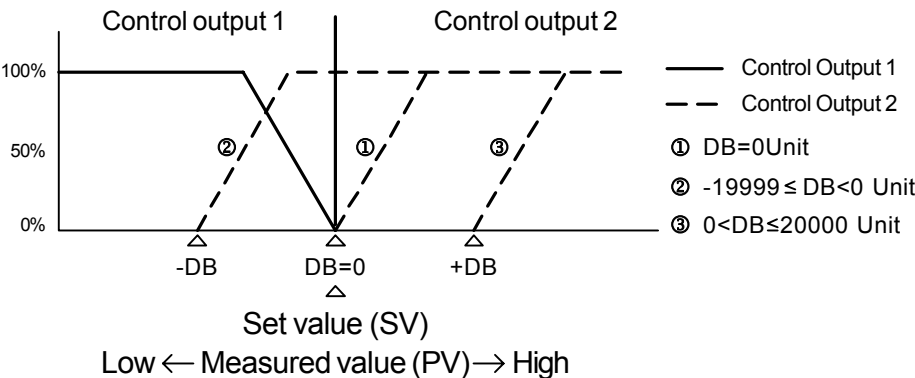 Control output 1
Control output 2
100%
50%
0%
②
①
③
-DB
DB=0
+DB
Set value (SV)
Low ← Measured value (PV) → High
Control Output 1
Control Output 2
① DB=0Unit
② -19999 ≤ DB<0 Unit
③ 0<DB≤20000 Unit